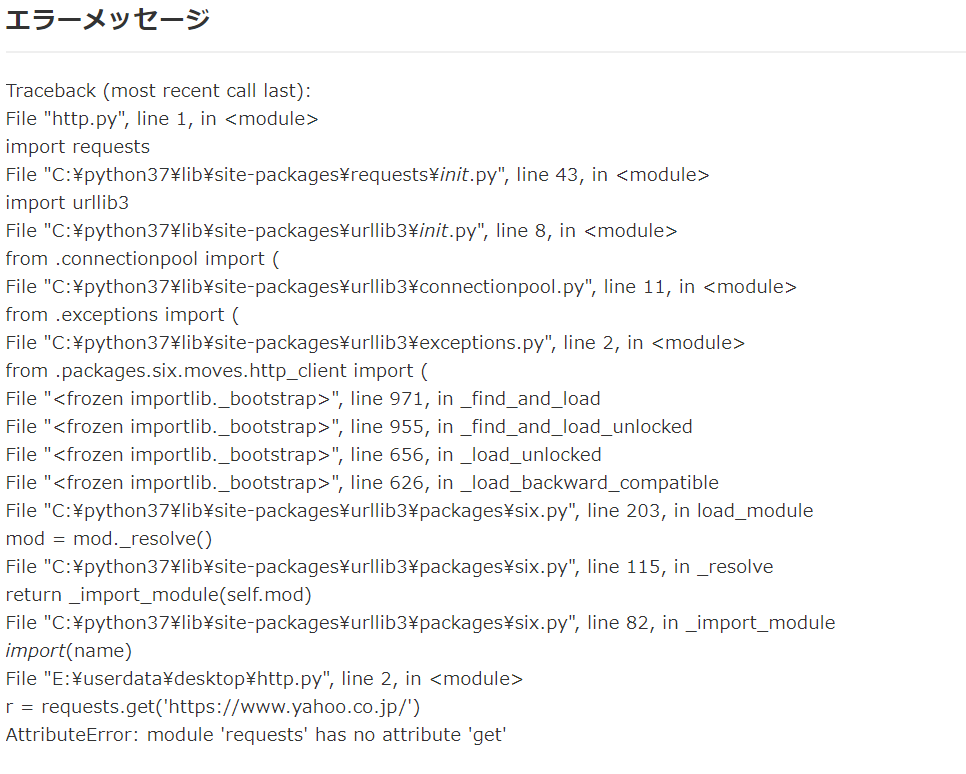 エラーメッセージ
Traceback (most recent call last):
File "http.py", line 1, in <module>
import requests
File "C:¥python37¥lib¥site-packages¥requests¥init.py", line 43, in <module>
import urllib3
File "C:¥python37¥lib¥site-packages¥urllib3¥init.py", line 8, in <module>
from .connectionpool import (
File "C:¥python37¥lib¥site-packages¥urllib3¥connectionpool.py", line 11, in <module>
from .exceptions import (
File "C:¥python37¥lib¥site-packages¥urllib3¥exceptions.py", line 2, in <module>
from .packages.six.moves.http_client import (
File "<frozen importlib._bootstrap>", line 971, in _find_and_load
File "<frozen importlib._bootstrap>", line 955, in _find_and_load_unlocked
File "<frozen importlib._bootstrap>", line 656, in _load_unlocked
File "<frozen importlib._bootstrap>", line 626, in _load_backward_compatible
File "C:¥python37¥lib¥site-packages¥urllib3¥packages¥six.py", line 203, in load_module
mod = mod._resolve()
File "C:¥python37¥lib¥site-packages¥urllib3¥packages¥six.py", line 115, in _resolve
return _import_module(self.mod)
File "C:¥python37¥lib¥site-packages¥urllib3¥packages¥six.py", line 82, in _import_module
import(name)
File "E:¥userdata¥desktop¥http.py", line 2, in <module>
r = requests.get('https://www.yahoo.co.jp/')
AttributeError: module 'requests' has no attribute 'get'